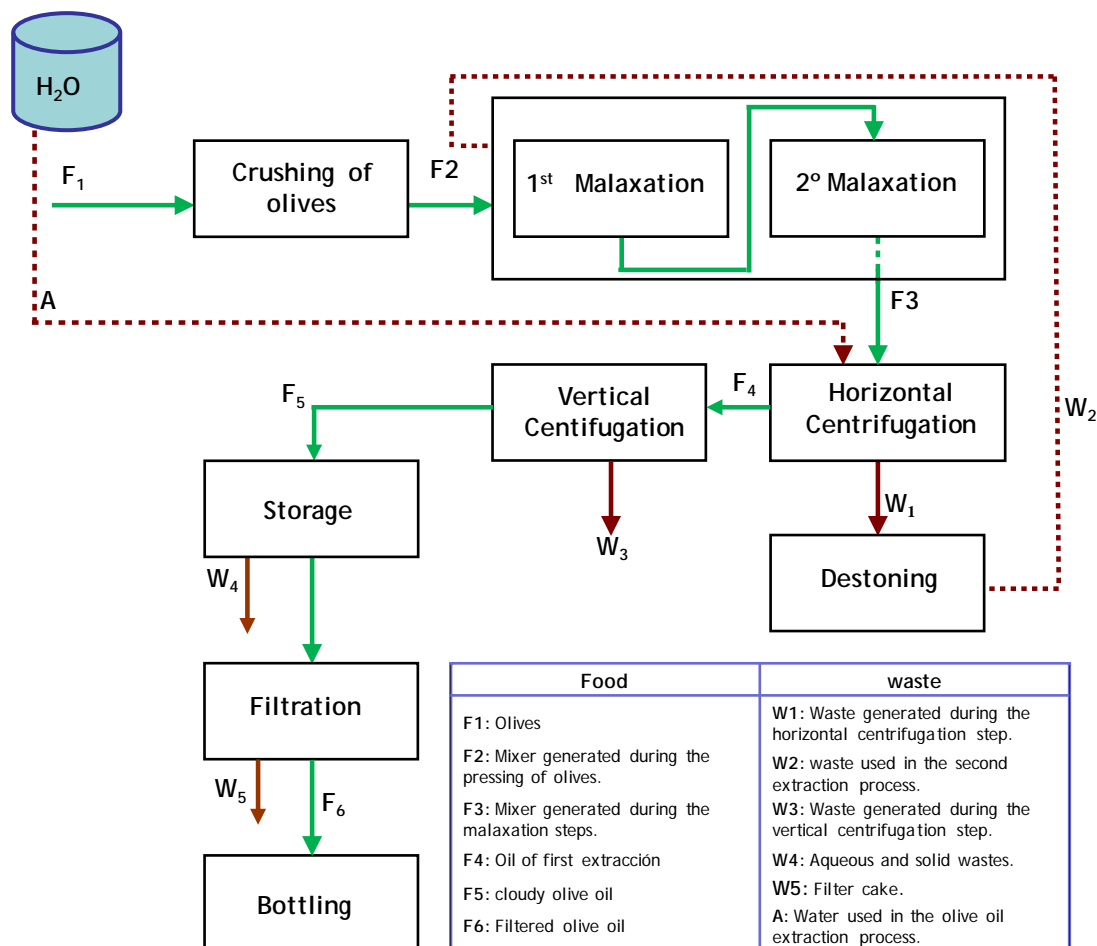 H₂O
F₁
Crushing of
olives
F2
1st Malaxation
2º Malaxation
A
F3
F₅
Vertical
Centifugation
F₄
Horizontal
Centrifugation
W₂
Storage
W₃
W₁
Destoning
W₄
Filtration
W₅
F₆
Bottling
Food
F1: Olives
F2: Mixer generated during the
pressing of olives.
F3: Mixer generated during the
malaxation steps.
F4: Oil of first extracción
F5: cloudy olive oil
F6: Filtered olive oil
waste
W1: Waste generated during the
horizontal centrifugation step.
W2: waste used in the second
extraction process.
W3: Waste generated during the
vertical centrifugation step.
W4: Aqueous and solid wastes.
W5: Filter cake.
A: Water used in the olive oil
extraction process.